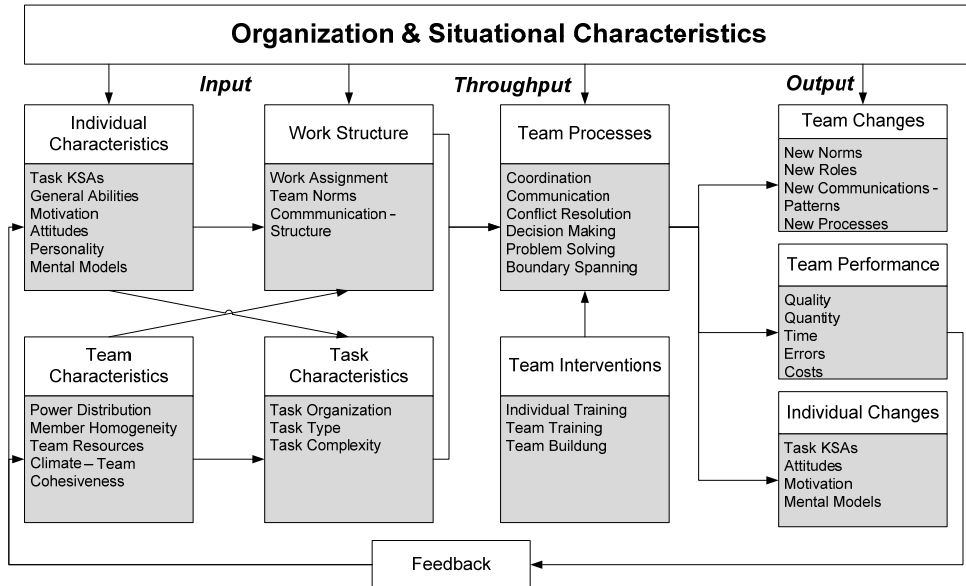 Organization & Situational Characteristics
Input
Throughput
Output
Individual
Characteristics
Task KSAs
General Abilities
Motivation
Attitudes
Personality
Mental Models
Work Structure
Work Assignment
Team Norms
Commmunication –
Structure
Team Processes
Coordination
Communication
Conflict Resolution
Decision Making
Problem Solving
Boundary Spanning
Team Changes
New Norms
New Roles
New Communications -
Patterns
New Processes
Team Performance
Quality
Quantity
Time
Errors
Costs
Team
Characteristics
Power Distribution
Member Homogeneity
Team Resources
Climate – Team
Cohesiveness
Task
Characteristics
Task Organization
Task Type
Task Complexity
Team Interventions
Individual Training
Team Training
Team Buildung
Individual Changes
Task KSAs
Attitudes
Motivation
Mental Models
Feedback